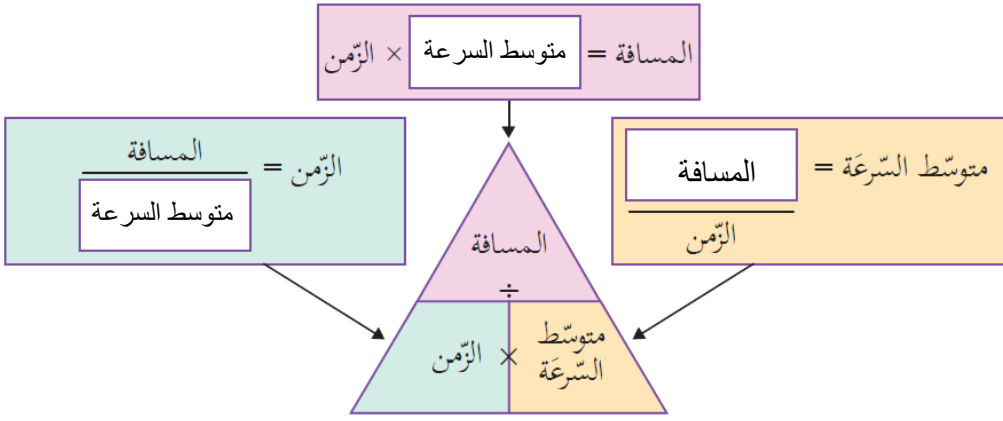 المسافة = متوسط السرعة × الزّمن
متوسّط السّرعَة = المسافة
الزّمن
الزّمن = المسافة
متوسط السرعة
المسافة
÷
متوسّط
السّرعَة × الزّمن